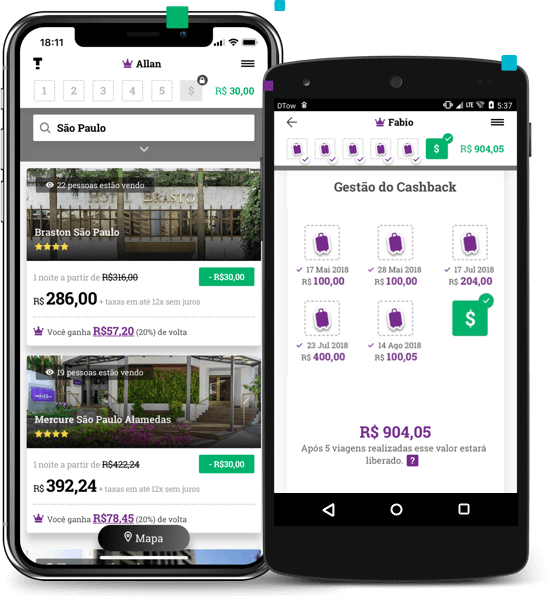 18:11
T
Allan
1 2 3 4 5 $ R$ 30,00
São Paulo
22 pessoas estão vendo
HOTEL BRASTO
Braston São Paulo
1 noite a partir de R$316,00
- R$30,00
R$ 286,00 + taxas em até 12x sem juros
Você ganha R$57,20 (20%) de volta
19 pessoas estão vendo
Mercure São Paulo Alamedas
1 noite a partir de R$422,24
- R$30,00
R$ 392,24 + taxas em até 12x sem juros
Você ganha R$78,45 (20%) de volta
Mapa
DTow LTE 5:37
Fabio
$ R$ 904,05
Gestão do Cashback
17 Mai 2018 28 Mai 2018 17 Jul 2018
R$ 100,00 R$ 100,00 R$ 204,00
$
23 Jul 2018 14 Ago 2018
R$ 400,00 R$ 100,05
R$ 904,05
Após 5 viagens realizadas esse valor estará
liberado. ?